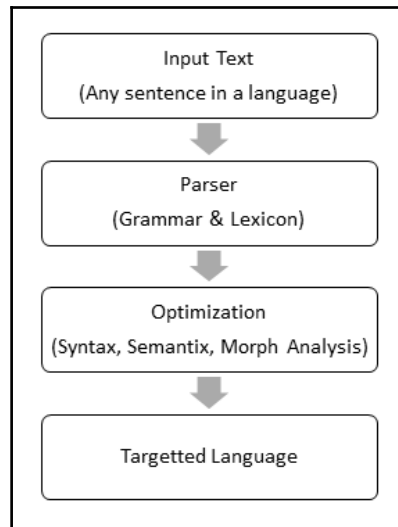 Input Text
(Any sentence in a language)
Parser
(Grammar & Lexicon)
Optimization
(Syntax, Semantix, Morph Analysis)
Targetted Language